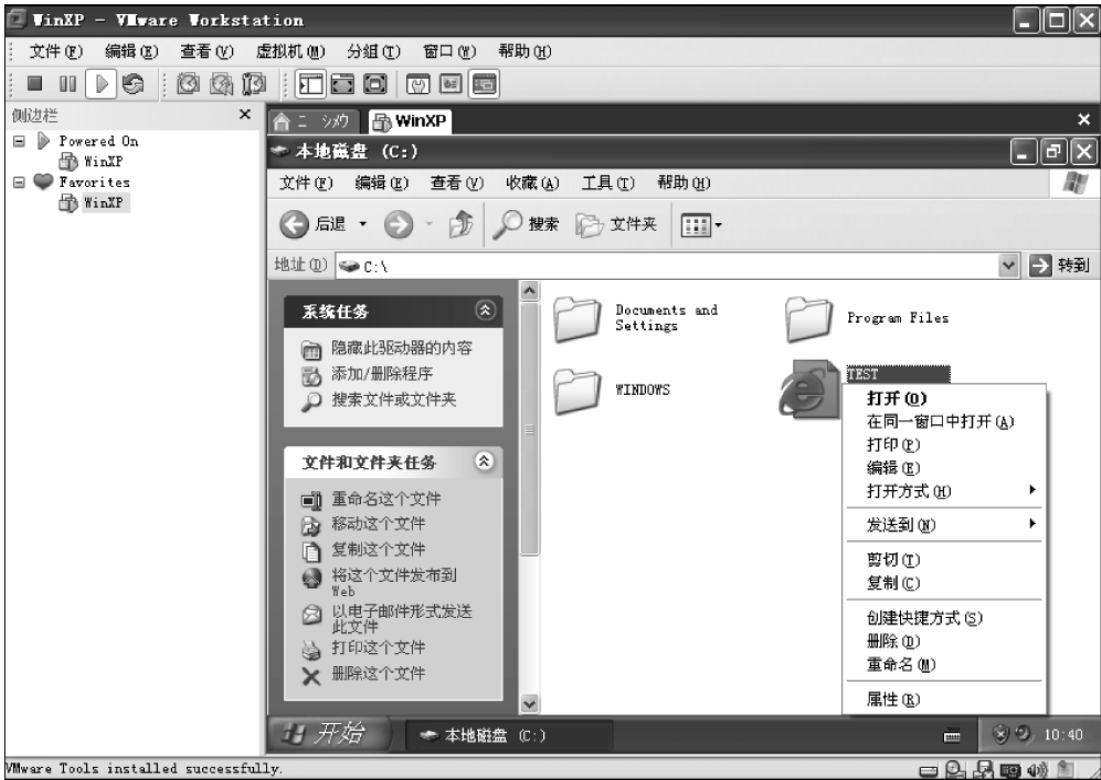 WinXP - VMware Workstation
文件(F) 编辑(E) 查看(V) 虚拟机(M) 分组(T) 窗口(W) 帮助(H)
侧边栏
Powered On
WinXP
Favorites
WinXP
ニ シメウ WinXP
本地磁盘 (C:)
文件(F) 编辑(E) 查看(V) 收藏(A) 工具(T) 帮助(H)
后退 搜索 文件夹
地址(D) C:\ 转到
系统任务
隐藏此驱动器的内容
添加/删除程序
搜索文件或文件夹
文件和文件夹任务
重命名这个文件
移动这个文件
复制这个文件
将这个文件发布到
Web
以电子邮件形式发送
此文件
打印这个文件
删除这个文件
Documents and
Settings
Program Files
WINDOWS
TEST
打开(O)
在同一窗口中打开(A)
打印(P)
编辑(E)
打开方式(H)
发送到(N)
剪切(T)
复制(C)
创建快捷方式(S)
删除(D)
重命名(M)
属性(R)
开始 本地磁盘 (C:) 10:40
VMware Tools installed successfully.